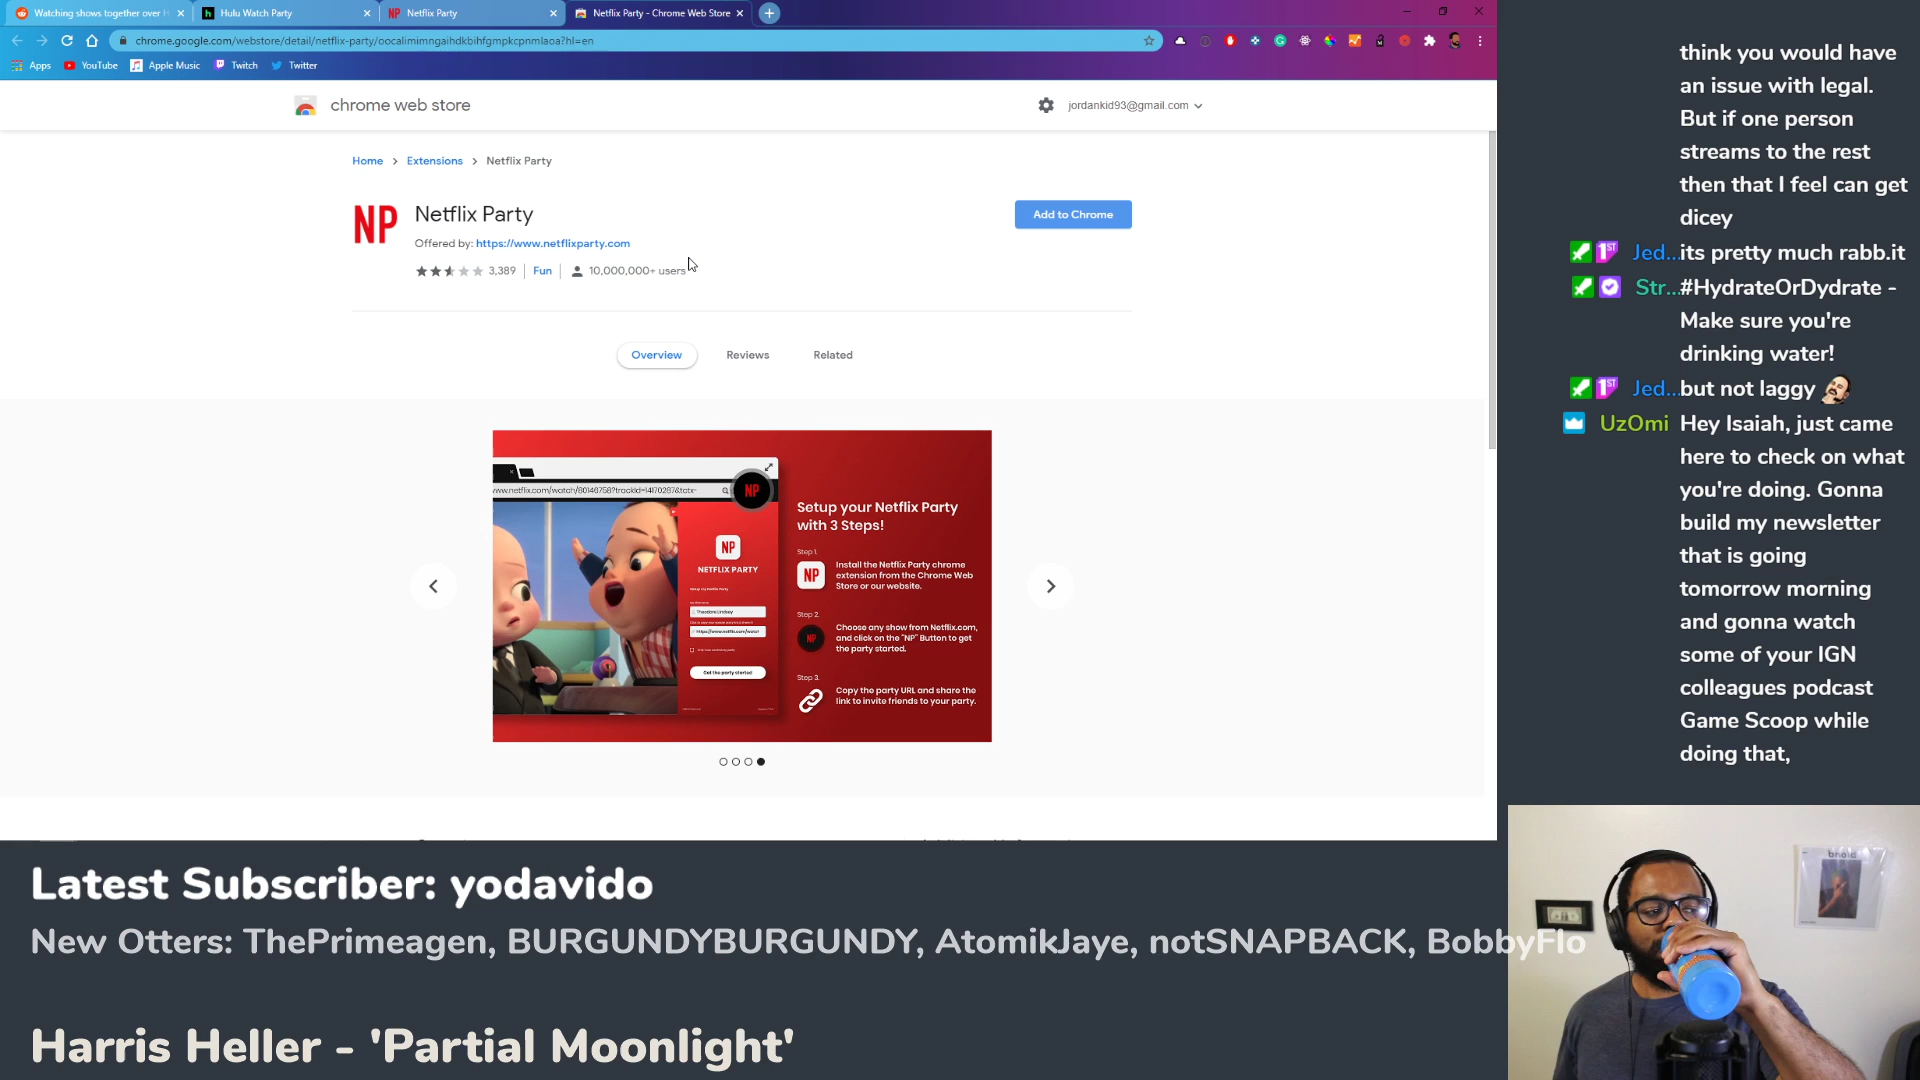 Watching shows together over H
Hulu Watch Party
NP Netflix Party
Netflix Party - Chrome Web Store
chrome.google.com/webstore/detail/netflix-party/oocalimimngaihdkbihfgmpkcpnmlaoa?hl=en
Apps
YouTube
Apple Music
Twitch
Twitter
chrome web store
jordankid93@gmail.com
Home > Extensions > Netflix Party
NP
Netflix Party
Add to Chrome
Offered by: https://www.netflixparty.com
3,389
Fun
10,000,000+ users
Overview
Reviews
Related
NP
NP
NETFLIX PARTY
Get the party started
Setup your Netflix Party
with 3 Steps!
Step 1.
NP
Install the Netflix Party chrome
extension from the Chrome Web
Store or our website.
Step 2.
NP
Choose any show from Netflix.com,
and click on the "NP" Button to get
the party started.
Step 3.
Copy the party URL and share the
link to invite friends to your party.
think you would have
an issue with legal.
But if one person
streams to the rest
then that I feel can get
dicey
1ST Jed... its pretty much rabb.it
Str... #HydrateOrDydrate -
Make sure you're
drinking water!
1ST Jed... but not laggy
UzOmi Hey Isaiah, just came
here to check on what
you're doing. Gonna
build my newsletter
that is going
tomorrow morning
and gonna watch
some of your IGN
colleagues podcast
Game Scoop while
doing that,
Latest Subscriber: yodavido
New Otters: ThePrimeagen, BURGUNDYBURGUNDY, AtomikJaye, notSNAPBACK, BobbyFlo
Harris Heller - 'Partial Moonlight'